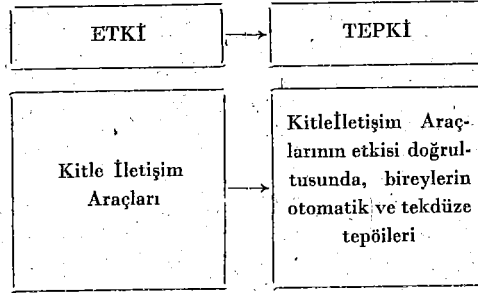 ETKİ
TEPKİ
Kitle İletişim
Araçları
Kitleİletişim Araç-
larının etkisi doğrul-
tusunda, bireylerin
otomatik ve tekdüze
tepöileri